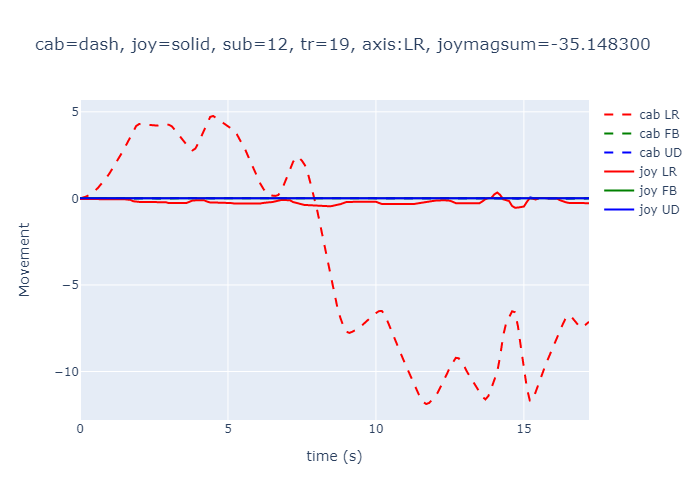 cab=dash, joy=solid, sub=12, tr=19, axis:LR, joymagsum=-35.148300
5
0
−5
−10
Movement
0
5
10
15
time (s)
cab LR
cab FB
cab UD
joy LR
joy FB
joy UD